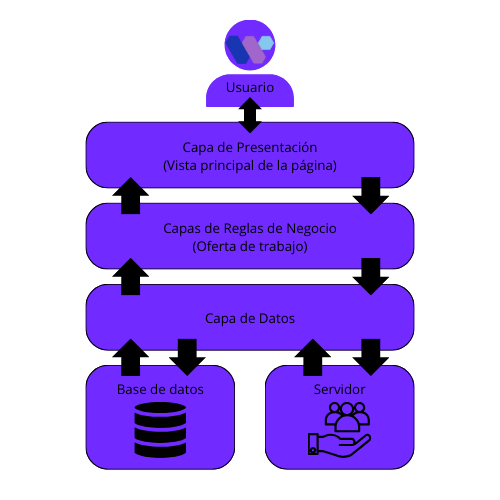 Usuario
Capa de Presentación
(Vista principal de la página)
Capas de Reglas de Negocio
(Oferta de trabajo)
Capa de Datos
Base de datos
Servidor